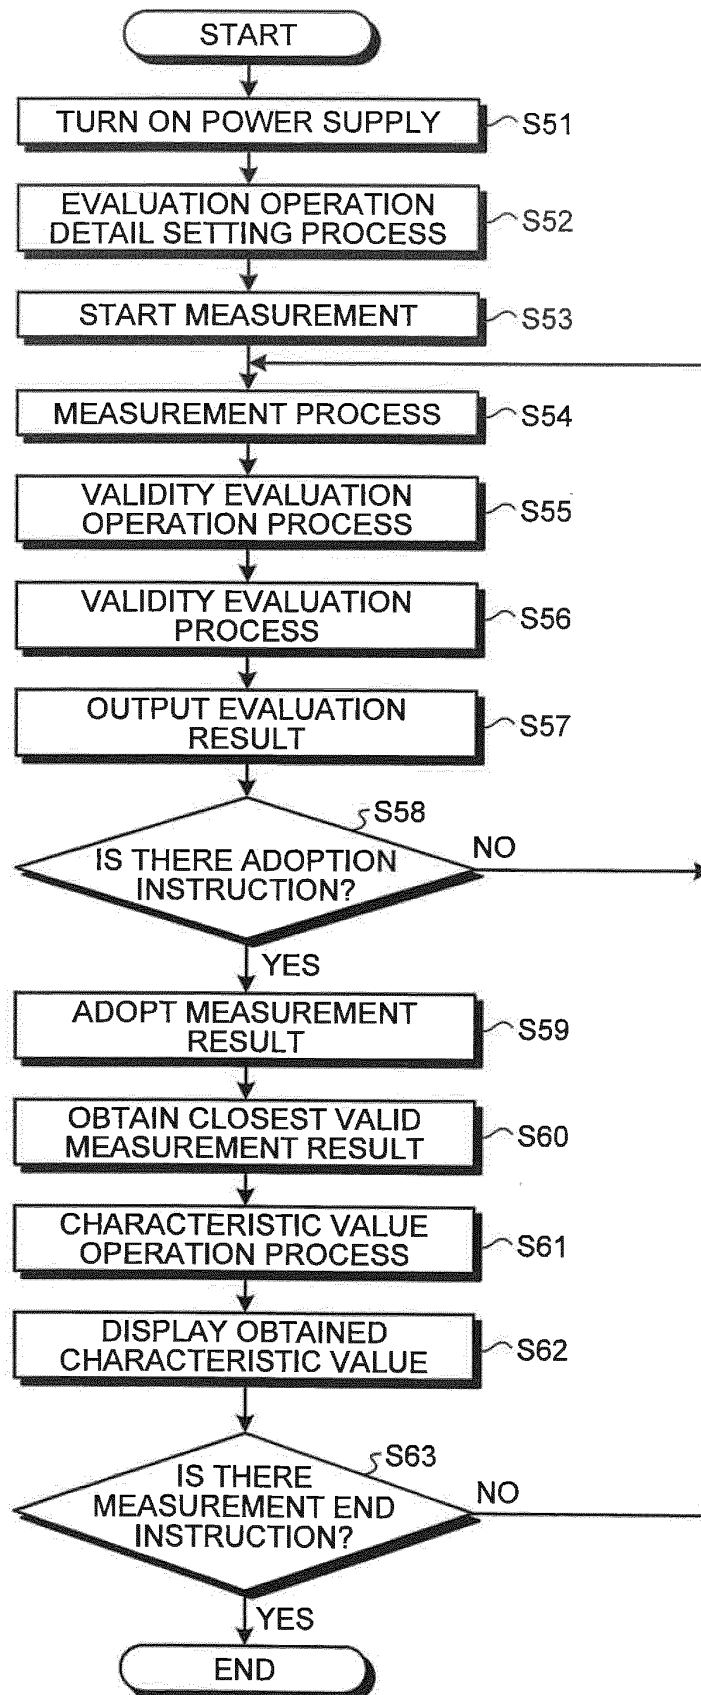 START
TURN ON POWER SUPPLY
S51
EVALUATION OPERATION
DETAIL SETTING PROCESS
S52
START MEASUREMENT
S53
MEASUREMENT PROCESS
S54
VALIDITY EVALUATION
OPERATION PROCESS
S55
VALIDITY EVALUATION
PROCESS
S56
OUTPUT EVALUATION
RESULT
S57
S58
IS THERE ADOPTION
INSTRUCTION?
NO
YES
ADOPT MEASUREMENT
RESULT
S59
OBTAIN CLOSEST VALID
MEASUREMENT RESULT
S60
CHARACTERISTIC VALUE
OPERATION PROCESS
S61
DISPLAY OBTAINED
CHARACTERISTIC VALUE
S62
S63
IS THERE
MEASUREMENT END
INSTRUCTION?
NO
YES
END